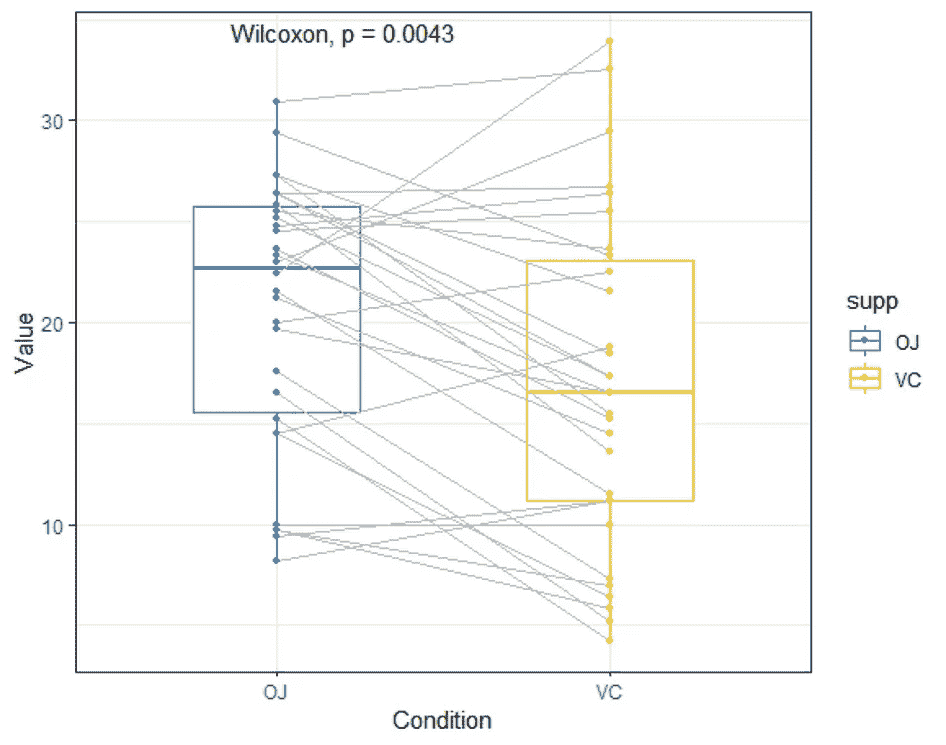 Wilcoxon, p = 0.0043
30
20
10
Value
OJ
VC
Condition
supp
OJ
VC